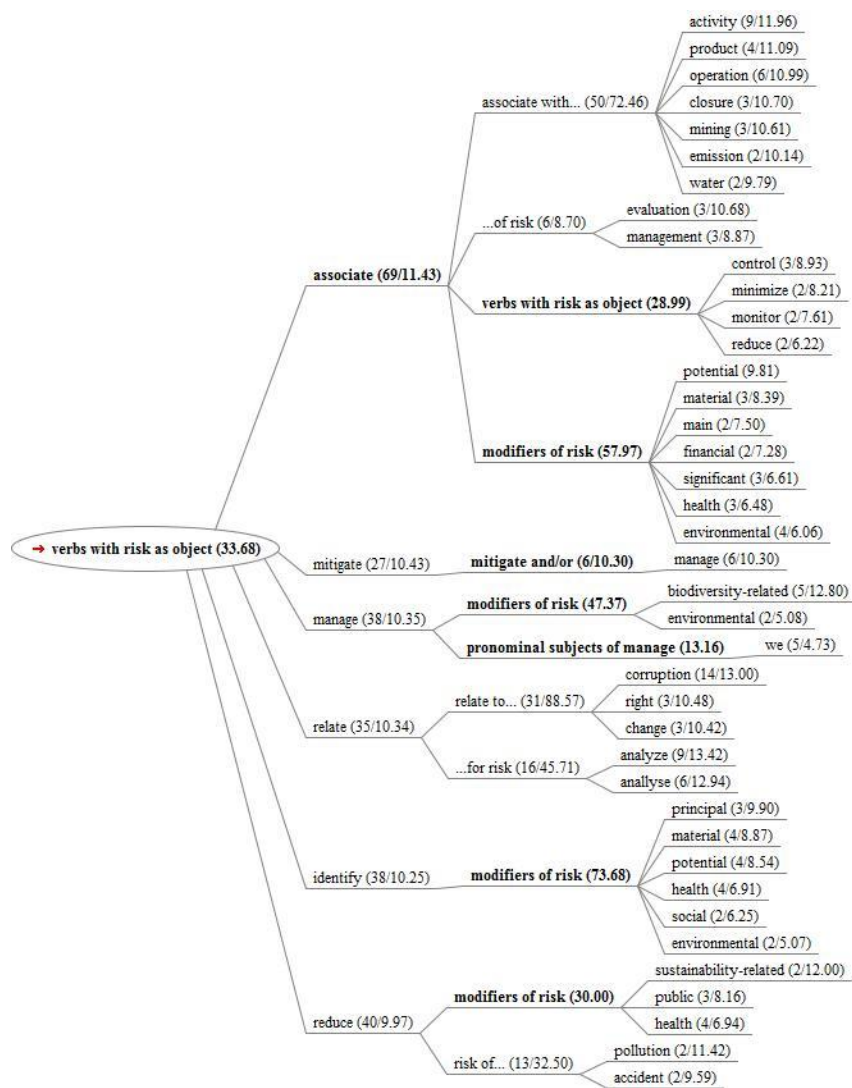 activity (9/11.96)
product (4/11.09)
operation (6/10.99)
associate with... (50/72.46)
closure (3/10.70)
mining (3/10.61)
emission (2/10.14)
water (2/9.79)
...of risk (6/8.70)
evaluation (3/10.68)
management (3/8.87)
associate (69/11.43)
verbs with risk as object (28.99)
control (3/8.93)
minimize (2/8.21)
monitor (2/7.61)
reduce (2/6.22)
modifiers of risk (57.97)
potential (9.81)
material (3/8.39)
main (2/7.50)
financial (2/7.28)
significant (3/6.61)
health (3/6.48)
environmental (4/6.06)
➔ verbs with risk as object (33.68)
mitigate (27/10.43)
mitigate and/or (6/10.30)
manage (6/10.30)
manage (38/10.35)
modifiers of risk (47.37)
biodiversity-related (5/12.80)
environmental (2/5.08)
pronominal subjects of manage (13.16)
we (5/4.73)
relate (35/10.34)
relate to... (31/88.57)
corruption (14/13.00)
right (3/10.48)
change (3/10.42)
...for risk (16/45.71)
analyze (9/13.42)
anallyse (6/12.94)
identify (38/10.25)
modifiers of risk (73.68)
principal (3/9.90)
material (4/8.87)
potential (4/8.54)
health (4/6.91)
social (2/6.25)
environmental (2/5.07)
reduce (40/9.97)
modifiers of risk (30.00)
sustainability-related (2/12.00)
public (3/8.16)
health (4/6.94)
risk of... (13/32.50)
pollution (2/11.42)
accident (2/9.59)